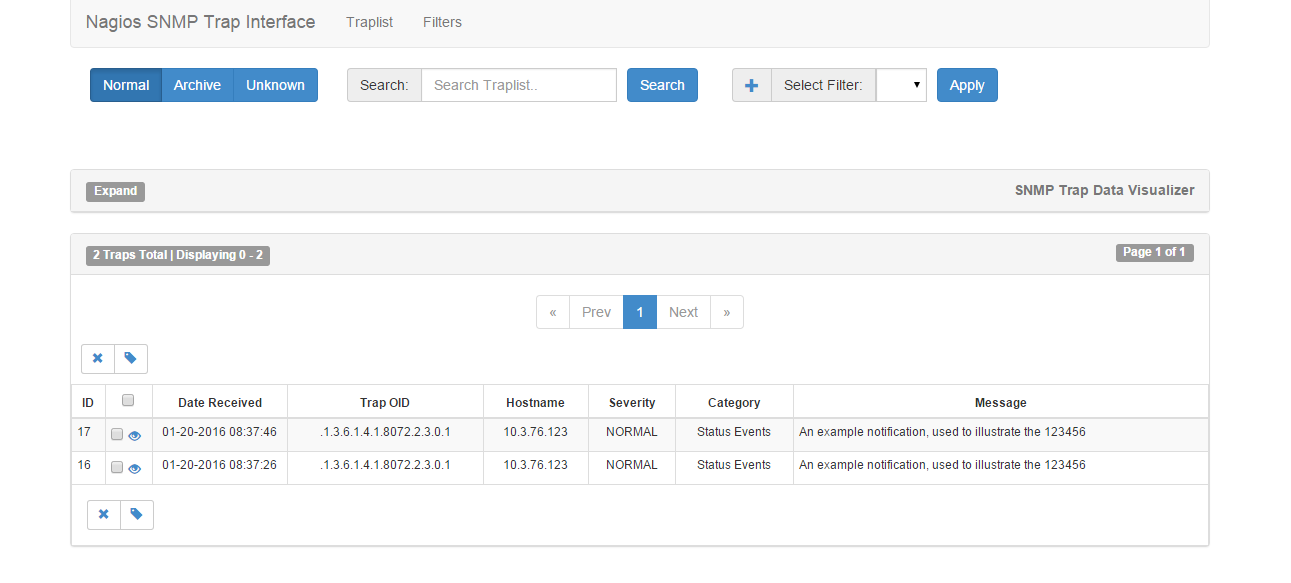 Nagios SNMP Trap Interface Traplist Filters
Normal Archive Unknown Search: Search Traplist.. Search Select Filter: Apply
Expand SNMP Trap Data Visualizer
2 Traps Total | Displaying 0 - 2 Page 1 of 1
« Prev 1 Next »
ID Date Received Trap OID Hostname Severity Category Message
17 01-20-2016 08:37:46 .1.3.6.1.4.1.8072.2.3.0.1 10.3.76.123 NORMAL Status Events An example notification, used to illustrate the 123456
16 01-20-2016 08:37:26 .1.3.6.1.4.1.8072.2.3.0.1 10.3.76.123 NORMAL Status Events An example notification, used to illustrate the 123456